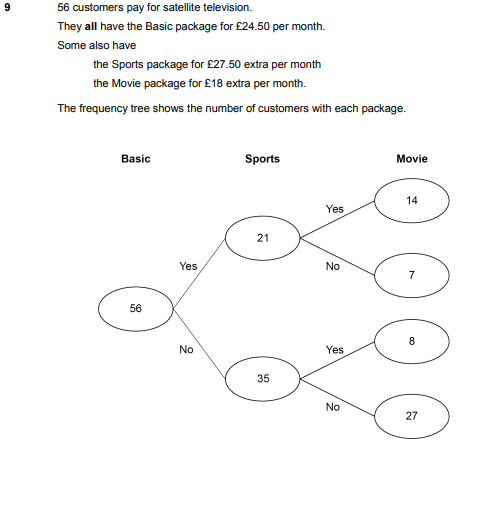 9 56 customers pay for satellite television.
They all have the Basic package for £24.50 per month.
Some also have
the Sports package for £27.50 extra per month
the Movie package for £18 extra per month.
The frequency tree shows the number of customers with each package.
Basic Sports Movie
Yes 14
21
Yes No 7
56
No Yes 8
35
No 27